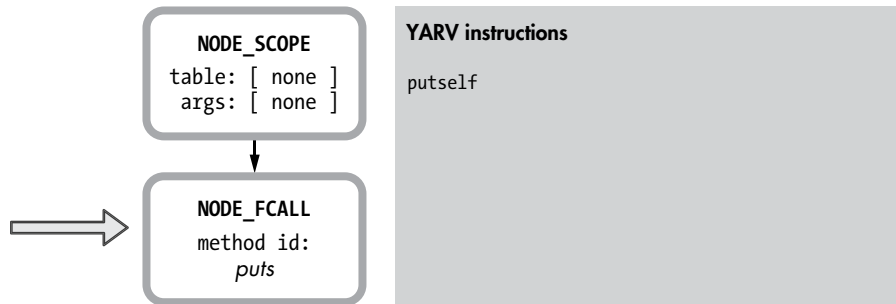 NODE_SCOPE
table: [ none ]
args: [ none ]
NODE_FCALL
method id:
puts
YARV instructions
putself